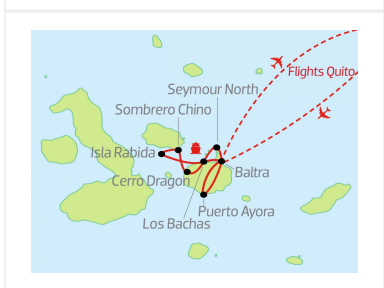 Flights Quito
Seymour North
Sombrero Chino
Isla Rabida
Cerro Dragon
Baltra
Puerto Ayora
Los Bachas